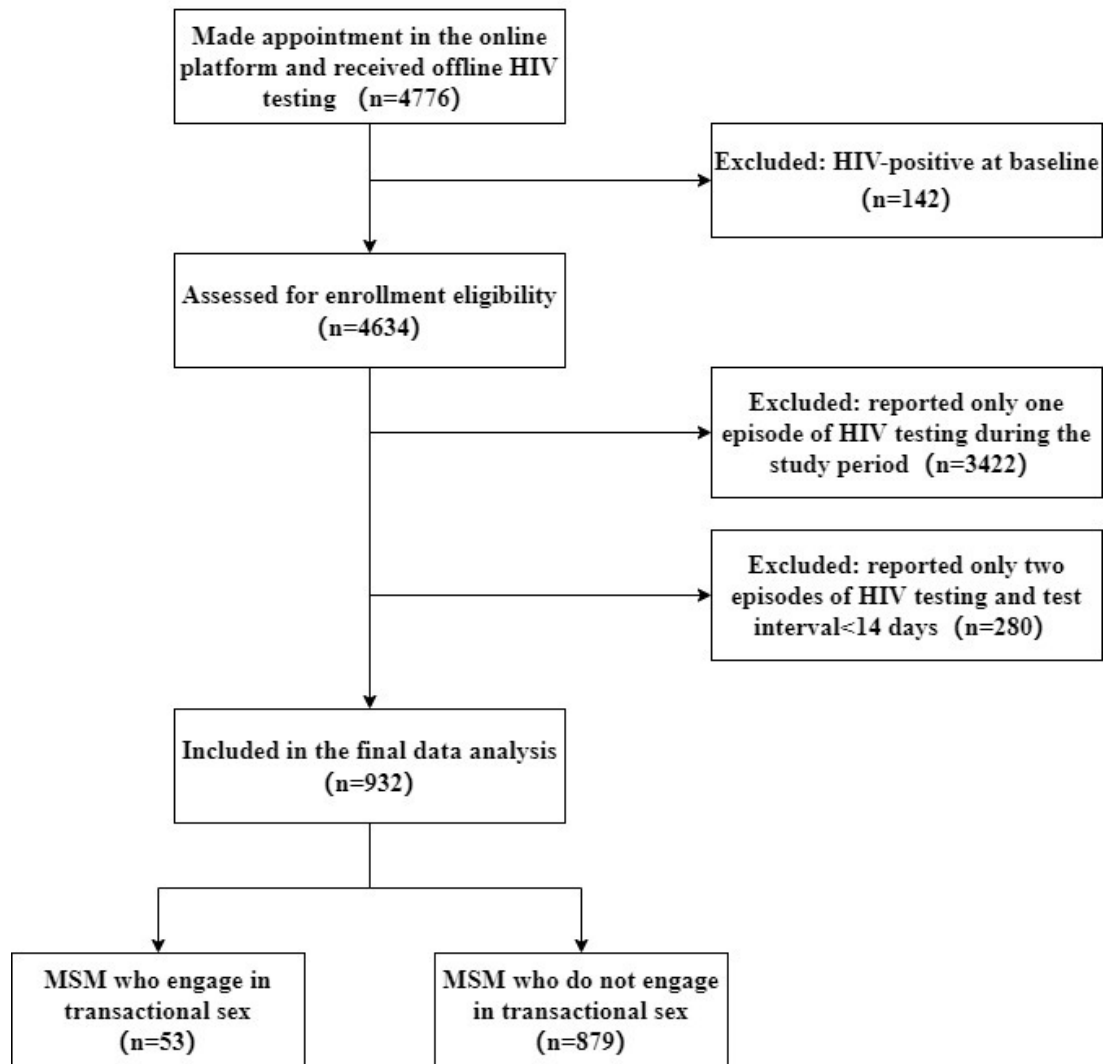 Made appointment in the online
platform and received offline HIV
testing (n=4776)
Excluded: HIV-positive at baseline
(n=142)
Assessed for enrollment eligibility
(n=4634)
Excluded: reported only one
episode of HIV testing during the
study period (n=3422)
Excluded: reported only two
episodes of HIV testing and test
interval<14 days (n=280)
Included in the final data analysis
(n=932)
MSM who engage in
transactional sex
(n=53)
MSM who do not engage
in transactional sex
(n=879)